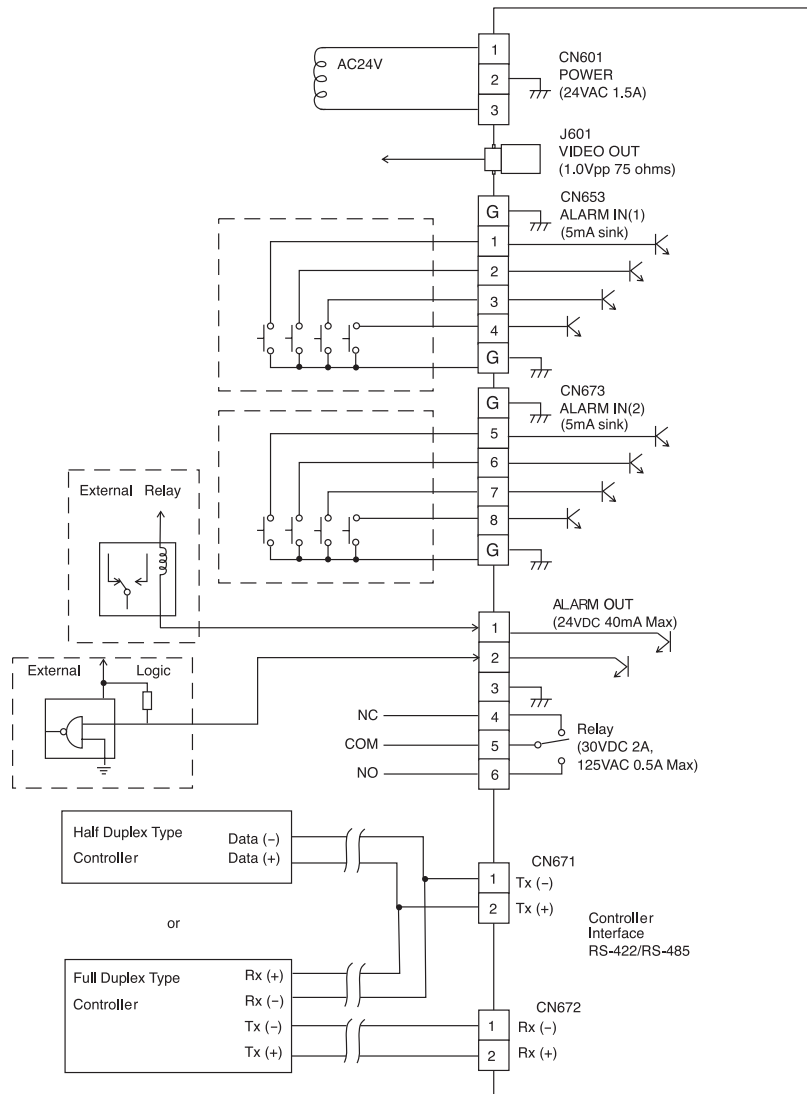 AC24V
1
2
3
CN601
POWER
(24VAC 1.5A)
J601
VIDEO OUT
(1.0Vpp 75 ohms)
G
1
2
3
4
G
CN653
ALARM IN(1)
(5mA sink)
G
5
6
7
8
G
CN673
ALARM IN(2)
(5mA sink)
External Relay
External Logic
1
2
3
4
5
6
ALARM OUT
(24VDC 40mA Max)
NC
COM
NO
Relay
(30VDC 2A,
125VAC 0.5A Max)
Half Duplex Type
Controller
Data (−)
Data (+)
CN671
1 Tx (−)
2 Tx (+)
or
Controller
Interface
RS-422/RS-485
Full Duplex Type
Controller
Rx (+)
Rx (−)
Tx (−)
Tx (+)
CN672
1 Rx (−)
2 Rx (+)